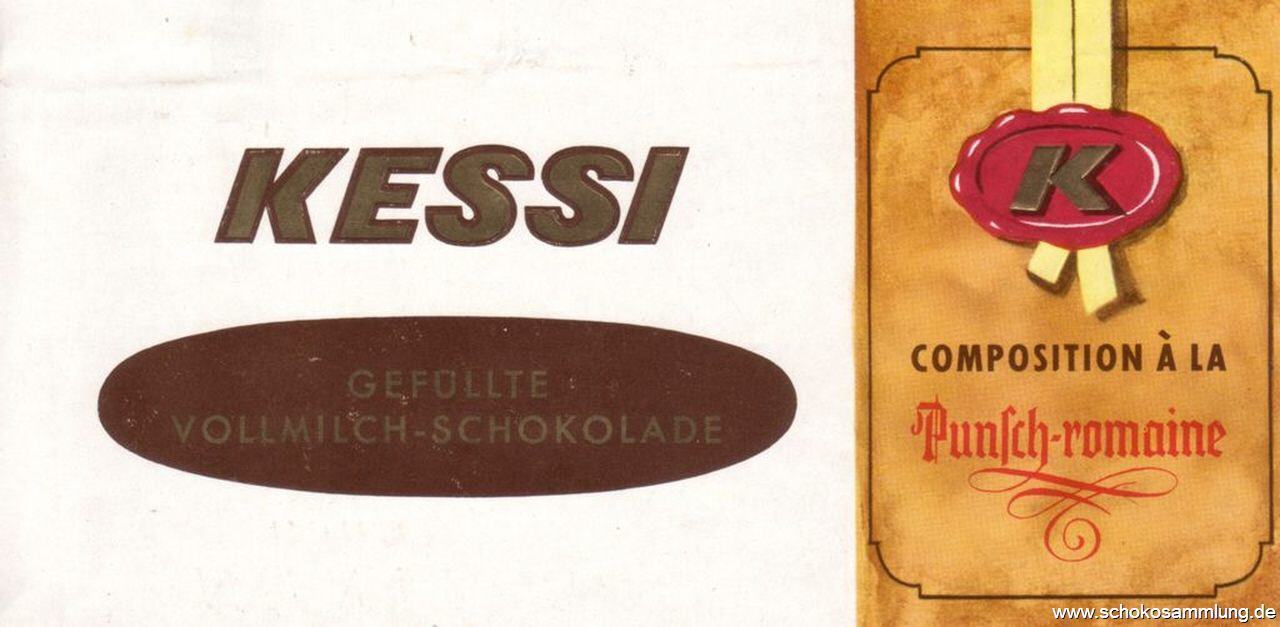 KESSI
GEFÜLLTE
VOLLMILCH-SCHOKOLADE
K
COMPOSITION À LA
Punſch-romaine
www.schokosammlung.de